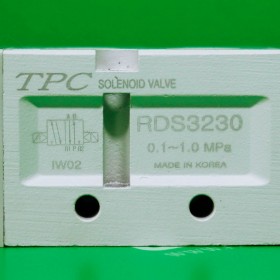 TPC SOLENOID VALVE
RDS3230
0.1~1.0 MPa
IW02
MADE IN KOREA